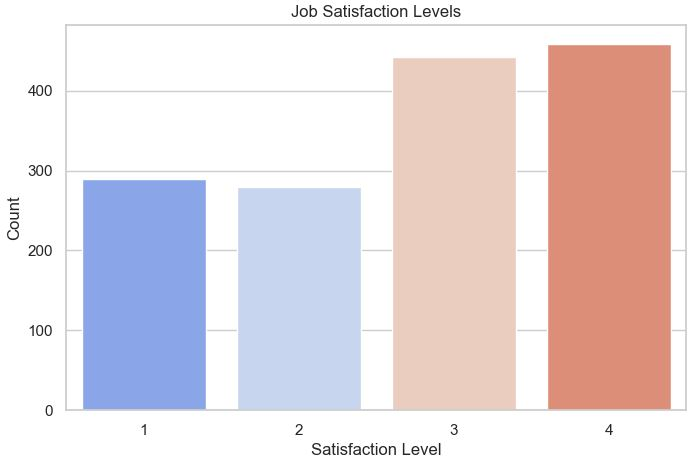 Job Satisfaction Levels
Count
400
300
200
100
0
1 2 3 4
Satisfaction Level